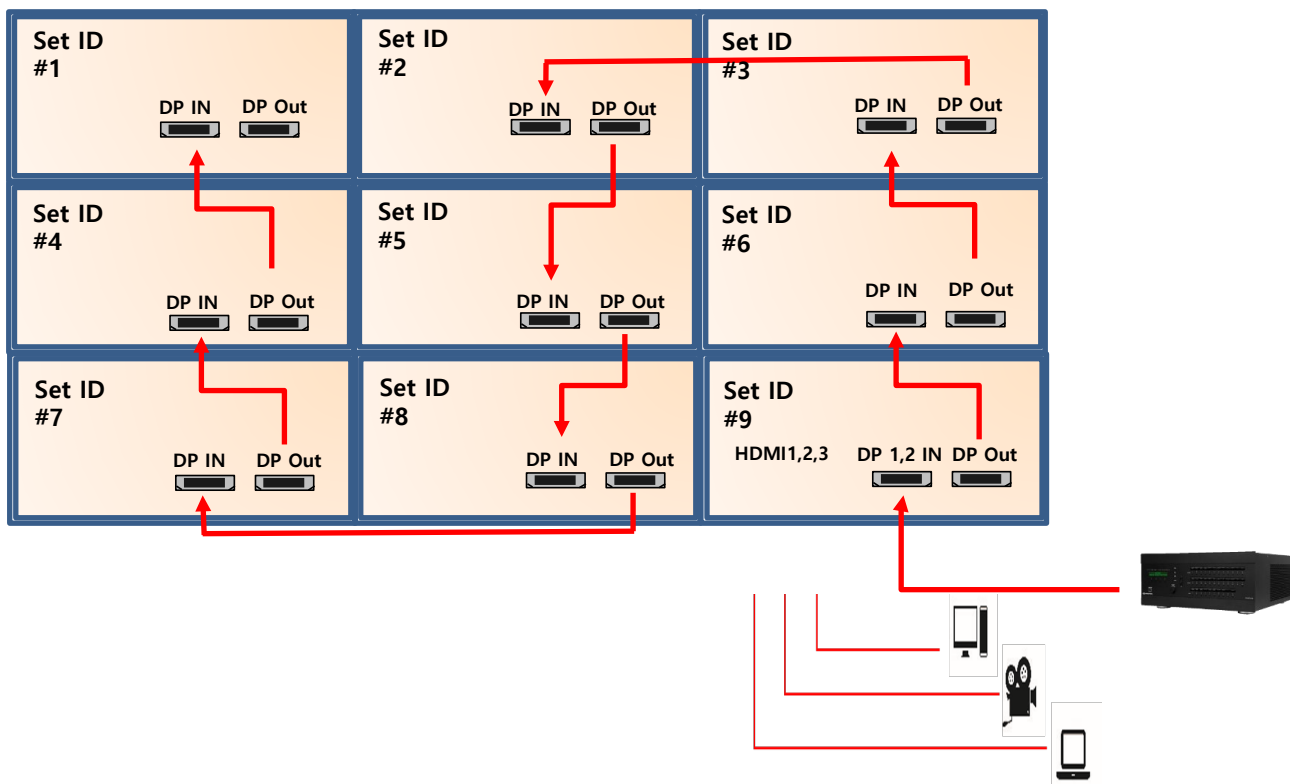 Set ID
#1
DP IN DP Out
Set ID
#2
DP IN DP Out
Set ID
#3
DP IN DP Out
Set ID
#4
DP IN DP Out
Set ID
#5
DP IN DP Out
Set ID
#6
DP IN DP Out
Set ID
#7
DP IN DP Out
Set ID
#8
DP IN DP Out
Set ID
#9
HDMI1,2,3 DP 1,2 IN DP Out